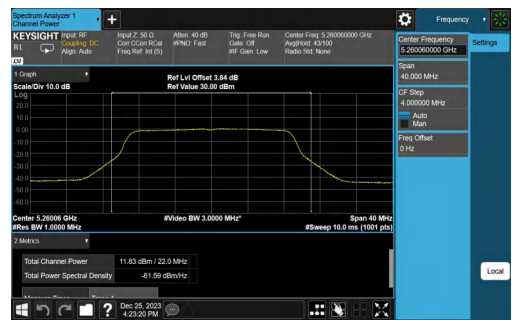 Spectrum Analyzer 1
Channel Power
Frequency
KEYSIGHT
RL
Input: RF
Coupling: DC
Align: Auto
Input Z: 50 Ω
Corr CCorr RCal
Freq Ref: Int (S)
Atten: 40 dB
#PNO: Fast
Trig: Free Run
Gate: Off
#IF Gain: Low
Center Freq: 5.260060000 GHz
Avg|Hold: 43/100
Radio Std: None
Center Frequency
5.260060000 GHz
Settings
Span
40.000 MHz
CF Step
4.000000 MHz
Auto
Man
Freq Offset
0 Hz
Local
1 Graph
Scale/Div 10.0 dB
Ref Lvl Offset 3.84 dB
Ref Value 30.00 dBm
Log
20.0
10.0
0.00
-10.0
-20.0
-30.0
-40.0
-50.0
-60.0
Center 5.26006 GHz
#Video BW 3.0000 MHz*
Span 40 MHz
#Res BW 1.0000 MHz
#Sweep 10.0 ms (1001 pts)
2 Metrics
Total Channel Power 11.83 dBm / 22.0 MHz
Total Power Spectral Density -61.59 dBm/Hz
?
Dec 25, 2023
4:23:20 PM